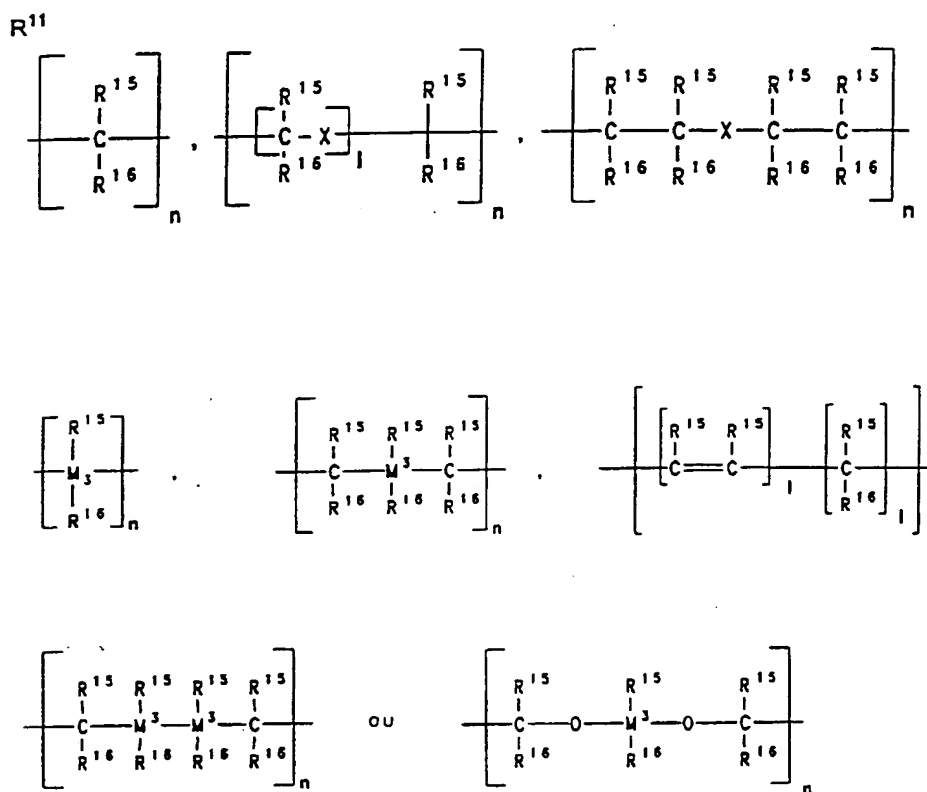 R¹¹
R¹⁵ R¹⁵ R¹⁵ R¹⁵ R¹⁵ R¹⁵ R¹⁵
C , C X , C C X C C
R¹⁶ R¹⁶ l R¹⁶ R¹⁶ R¹⁶ R¹⁶ R¹⁶
n n n
R¹⁵ R¹⁵ R¹⁵ R¹⁵ R¹⁵ R¹⁵ R¹⁵
M₃ , C M³ C , C C C
R¹⁶ R¹⁶ R¹⁶ R¹⁶ l R¹⁶ l
n n
R¹⁵ R¹⁵ R¹⁵ R¹⁵ R¹⁵ R¹⁵ R¹⁵
C M³ M³ C ou C O M³ O C
R¹⁶ R¹⁶ R¹⁶ R¹⁶ R¹⁶ R¹⁶ R¹⁶
n n